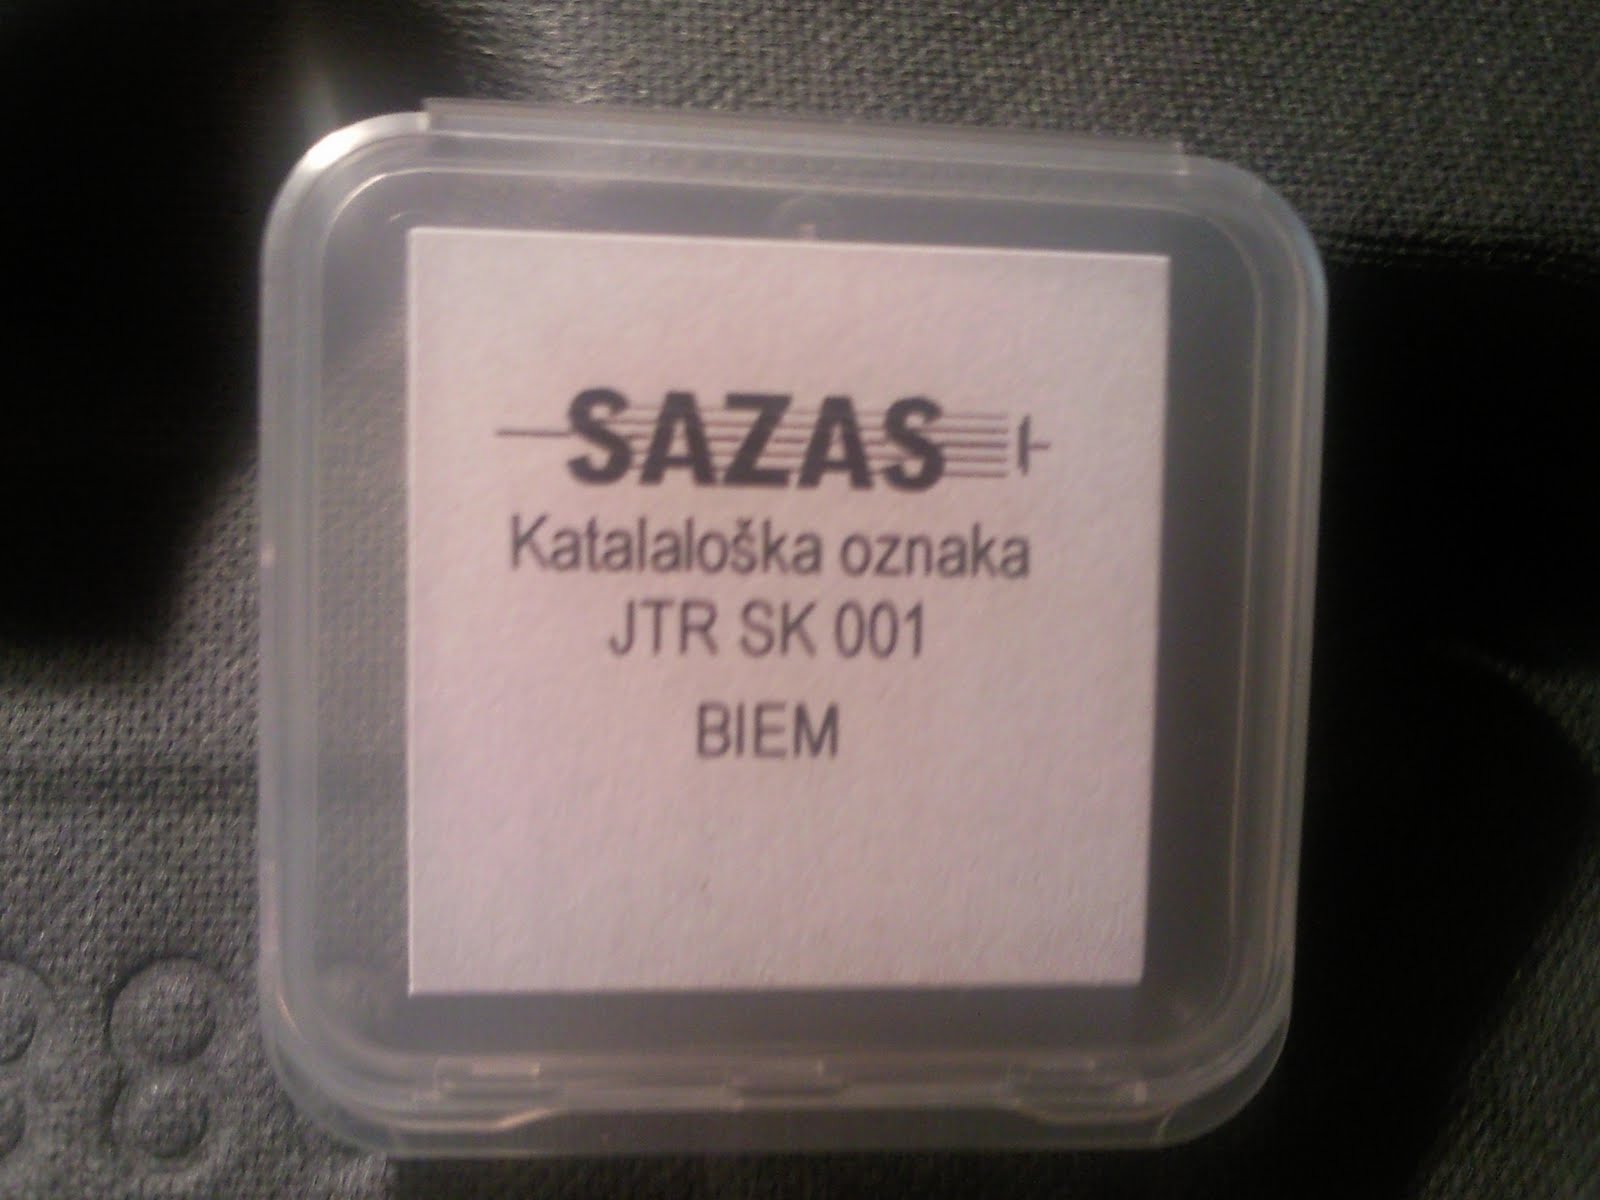 SAZAS
Katalaloška oznaka
JTR SK 001
BIEM